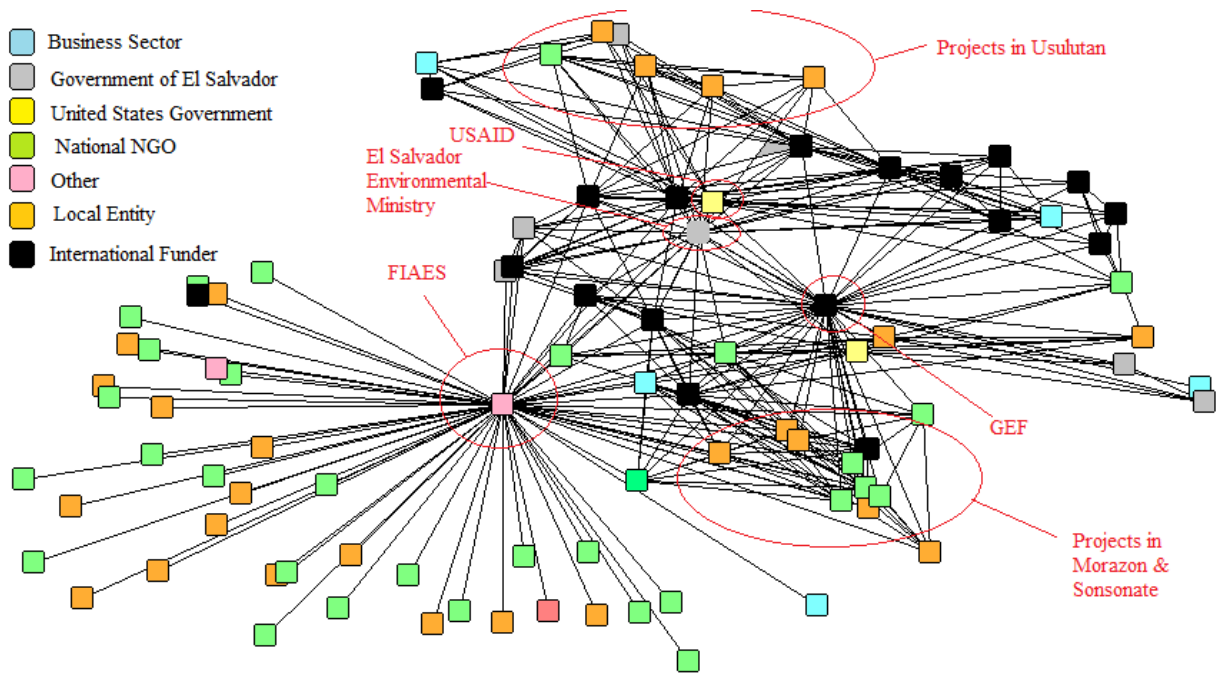 Business Sector
Government of El Salvador
United States Government
National NGO
Other
Local Entity
International Funder
Projects in Usulutan
USAID
El Salvador
Environmental
Ministry
FIAES
GEF
Projects in
Morazon &
Sonsonate